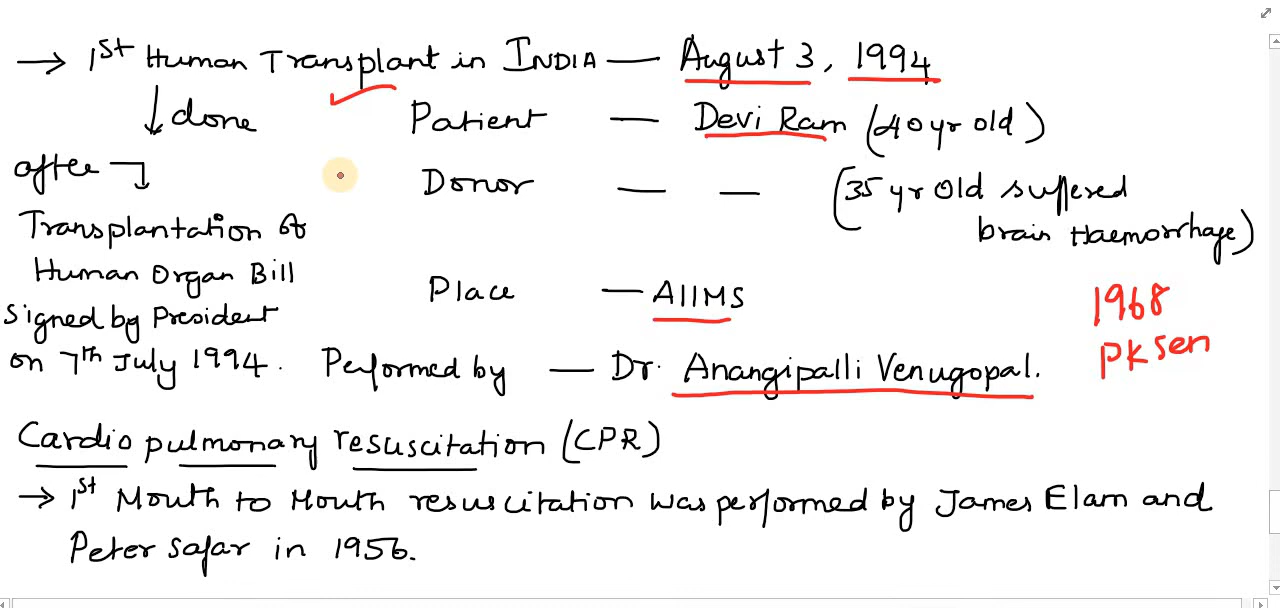 → 1st Human Transplant in INDIA — August 3, 1994
↓ done
Patient — Devi Ram (40 yr old)
after
Donor — — (35 yr old suffered
brain Haemorrhage)
Transplantation of
Human Organ Bill
Signed by President
on 7th July 1994.
Place — AIIMS
Performed by — Dr. Anangipalli Venugopal.
1968
PK Sen
Cardio pulmonary resuscitation (CPR)
→ 1st Mouth to Mouth resuscitation was performed by James Elam and
Peter Safar in 1956.